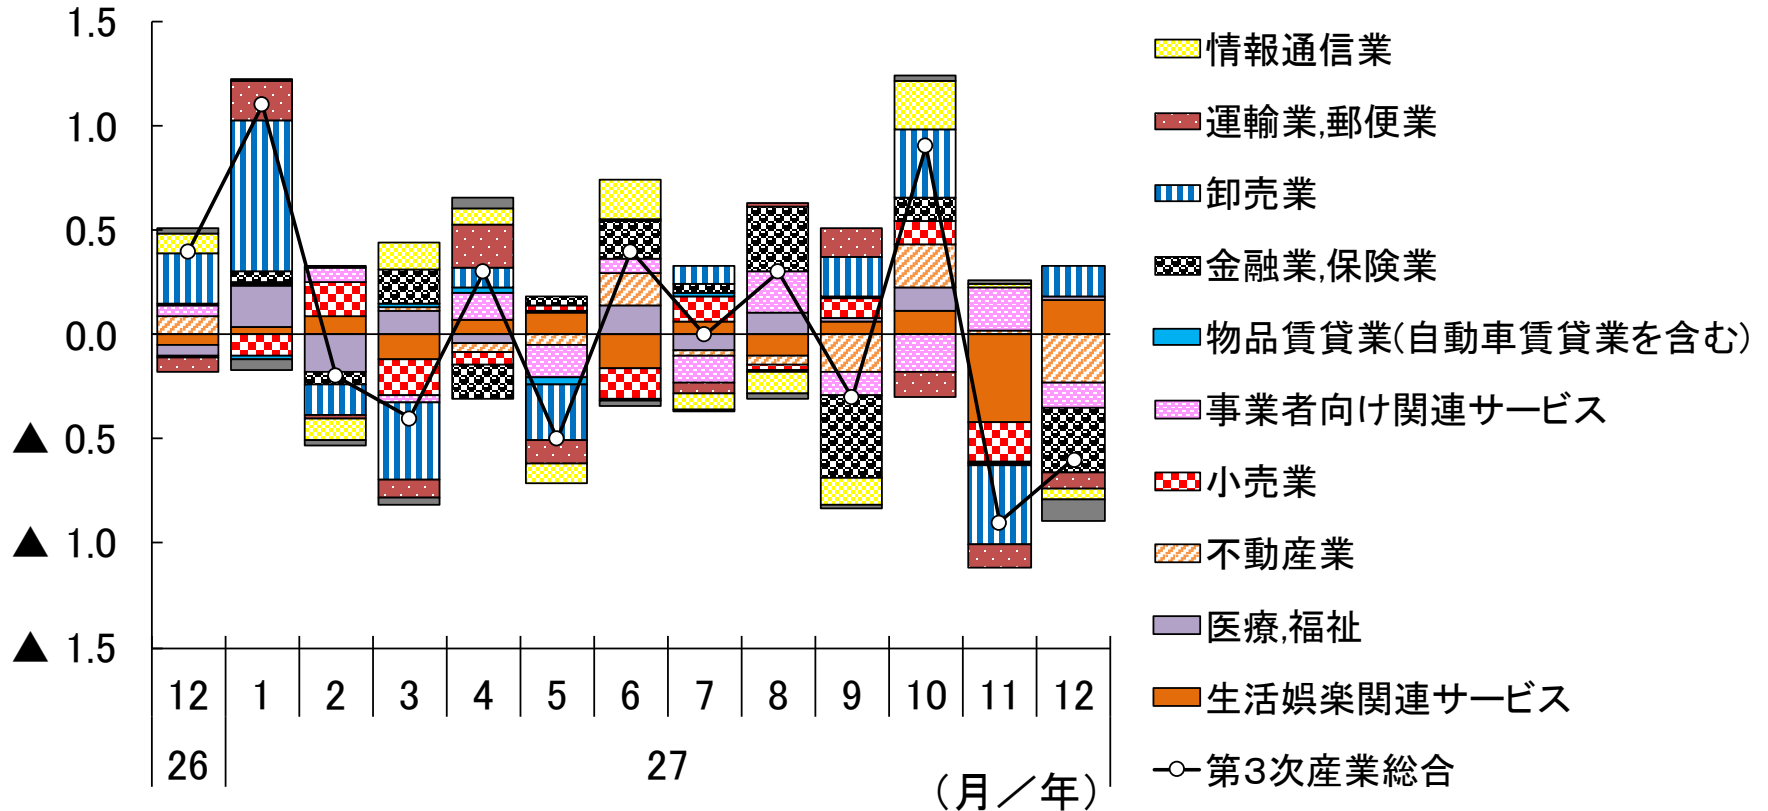 1.5
1.0
0.5
0.0
▲ 0.5
▲ 1.0
▲ 1.5
12 1 2 3 4 5 6 7 8 9 10 11 12
26 27
(月／年)
情報通信業
運輸業,郵便業
卸売業
金融業,保険業
物品賃貸業(自動車賃貸業を含む)
事業者向け関連サービス
小売業
不動産業
医療,福祉
生活娯楽関連サービス
第3次産業総合